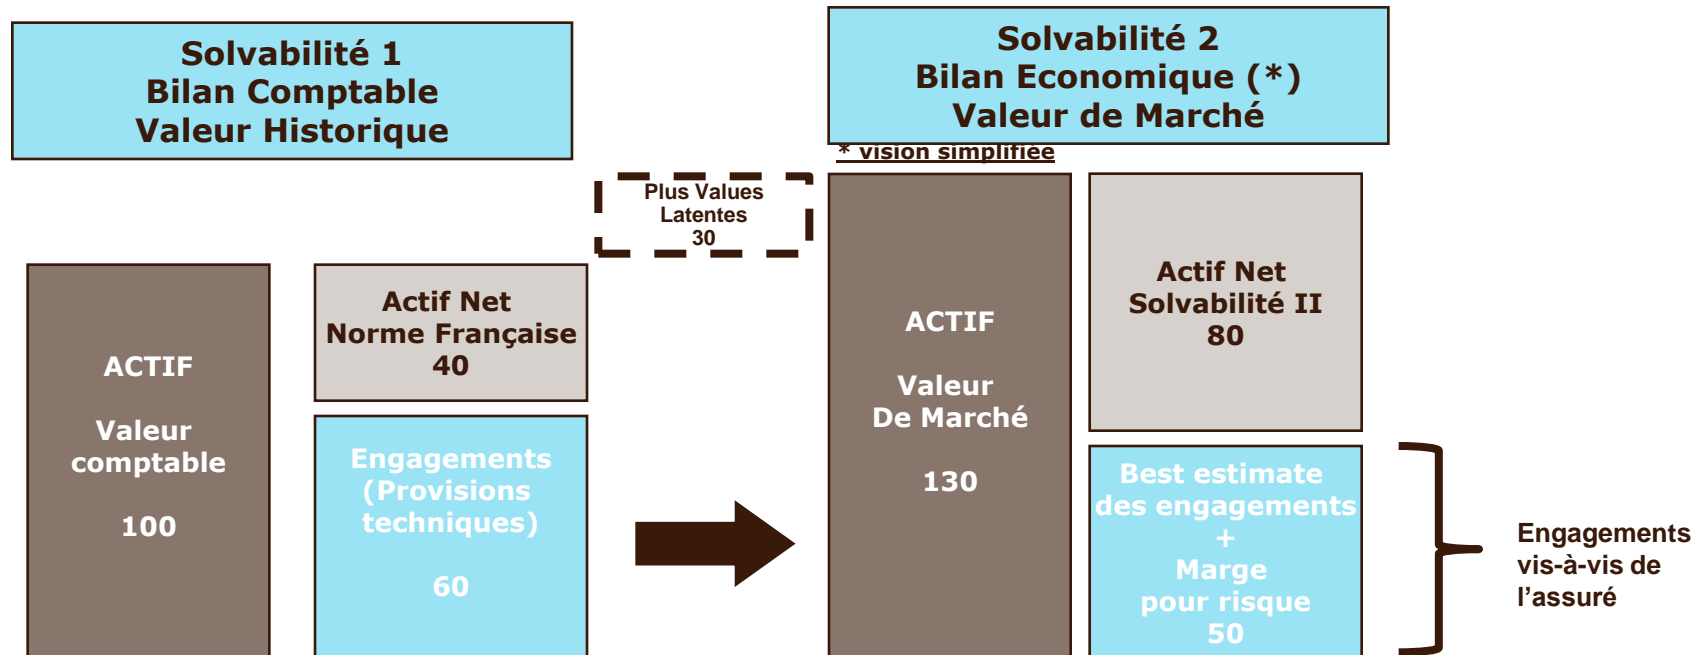 Solvabilité 1
Bilan Comptable
Valeur Historique
Solvabilité 2
Bilan Economique (*)
Valeur de Marché
* vision simplifiée
Plus Values
Latentes
30
ACTIF
Valeur
comptable
100
Actif Net
Norme Française
40
Engagements
(Provisions
techniques)
60
ACTIF
Valeur
De Marché
130
Actif Net
Solvabilité II
80
Best estimate
des engagements
+
Marge
pour risque
50
Engagements
vis-à-vis de
l'assuré